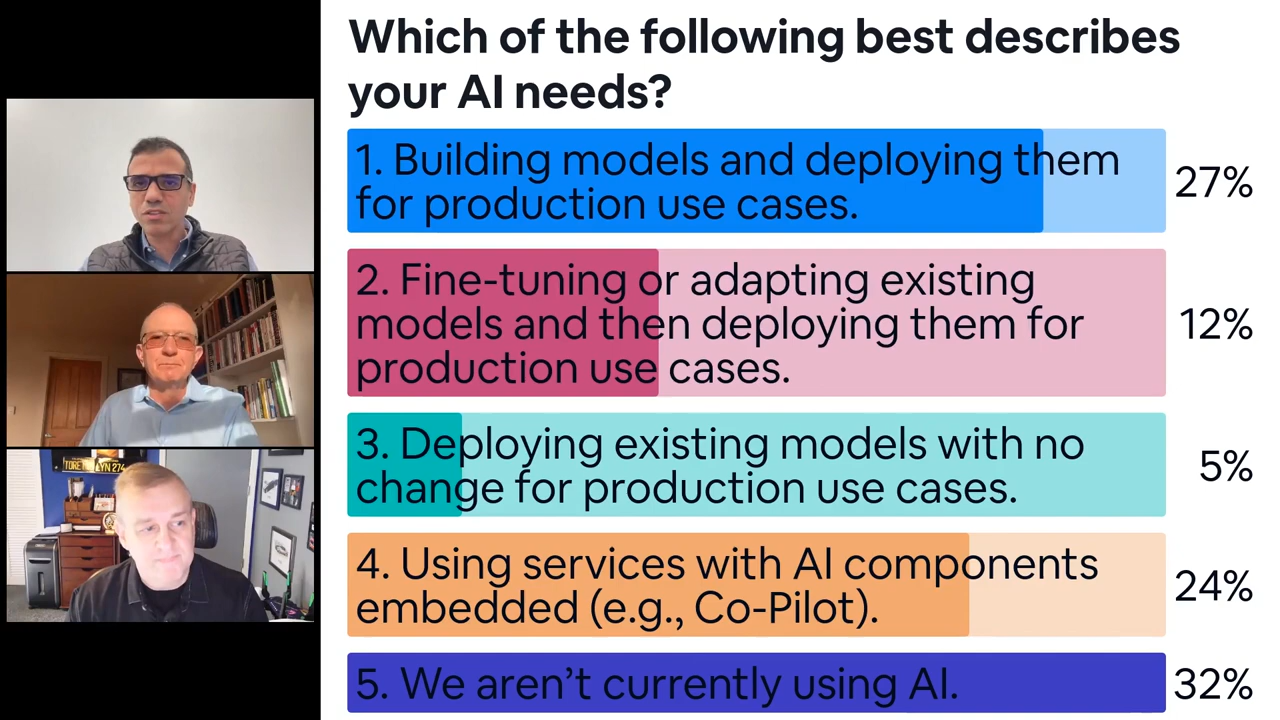 Which of the following best describes
your AI needs?
1. Building models and deploying them
for production use cases.
27%
2. Fine-tuning or adapting existing
models and then deploying them for
production use cases.
12%
3. Deploying existing models with no
change for production use cases.
5%
4. Using services with AI components
embedded (e.g., Co-Pilot).
24%
5. We aren’t currently using AI.
32%